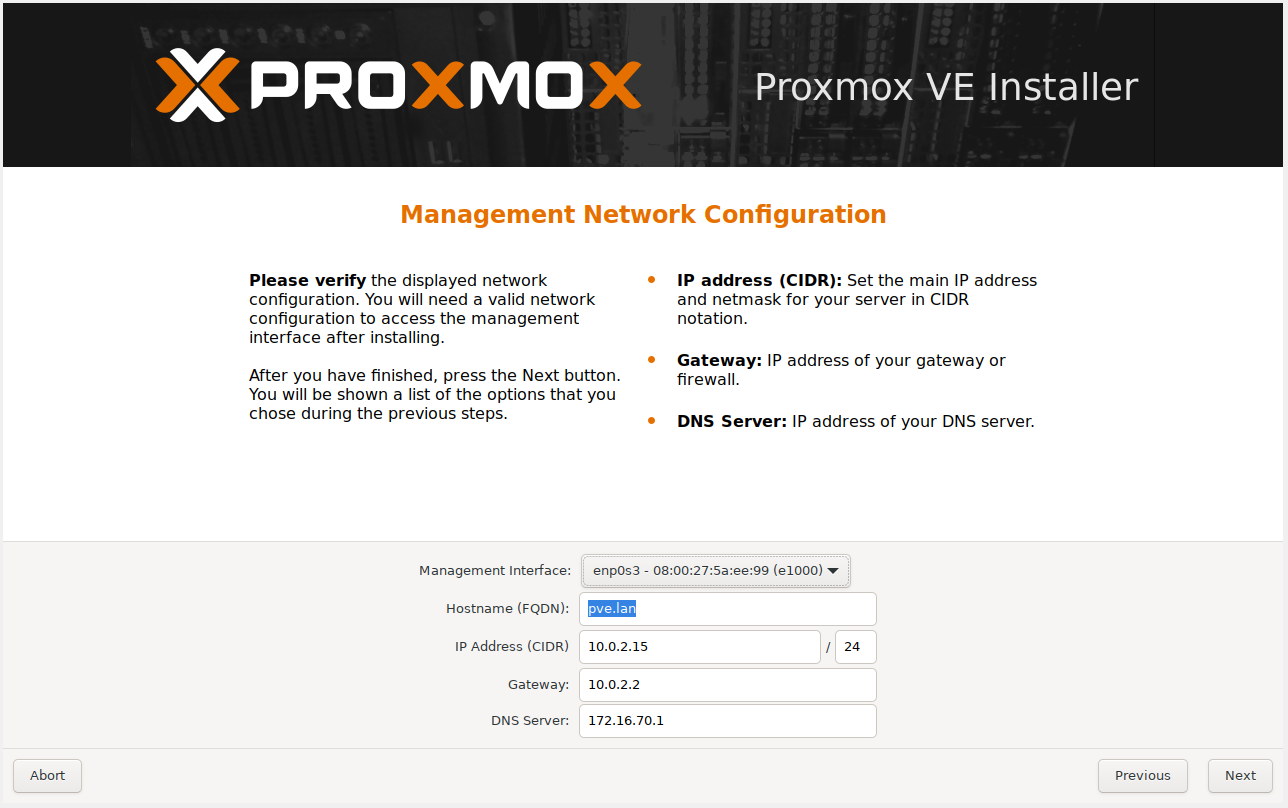 PROXMOX
Proxmox VE Installer
Management Network Configuration
Please verify the displayed network
configuration. You will need a valid network
configuration to access the management
interface after installing.
After you have finished, press the Next button.
You will be shown a list of the options that you
chose during the previous steps.
IP address (CIDR): Set the main IP address
and netmask for your server in CIDR
notation.
Gateway: IP address of your gateway or
firewall.
DNS Server: IP address of your DNS server.
Management Interface: enp0s3 - 08:00:27:5a:ee:99 (e1000)
Hostname (FQDN): pve.lan
IP Address (CIDR) 10.0.2.15 / 24
Gateway: 10.0.2.2
DNS Server: 172.16.70.1
Abort Previous Next